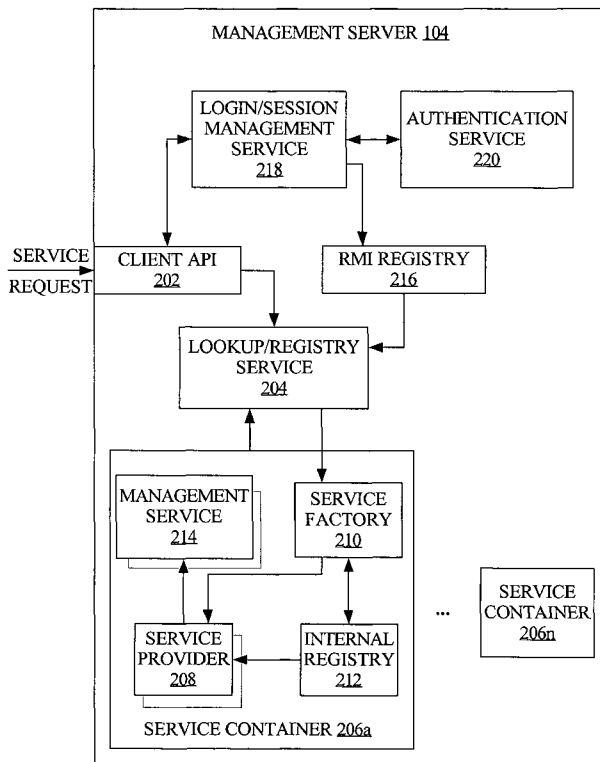 MANAGEMENT SERVER 104
LOGIN/SESSION
MANAGEMENT
SERVICE
218
AUTHENTICATION
SERVICE
220
SERVICE
REQUEST
CLIENT API
202
RMI REGISTRY
216
LOOKUP/REGISTRY
SERVICE
204
MANAGEMENT
SERVICE
214
SERVICE
FACTORY
210
SERVICE
PROVIDER
208
INTERNAL
REGISTRY
212
SERVICE CONTAINER 206a
...
SERVICE
CONTAINER
206n